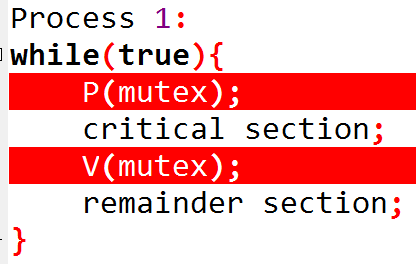 Process 1:
while(true){
    P(mutex);
    critical section;
    V(mutex);
    remainder section;
}